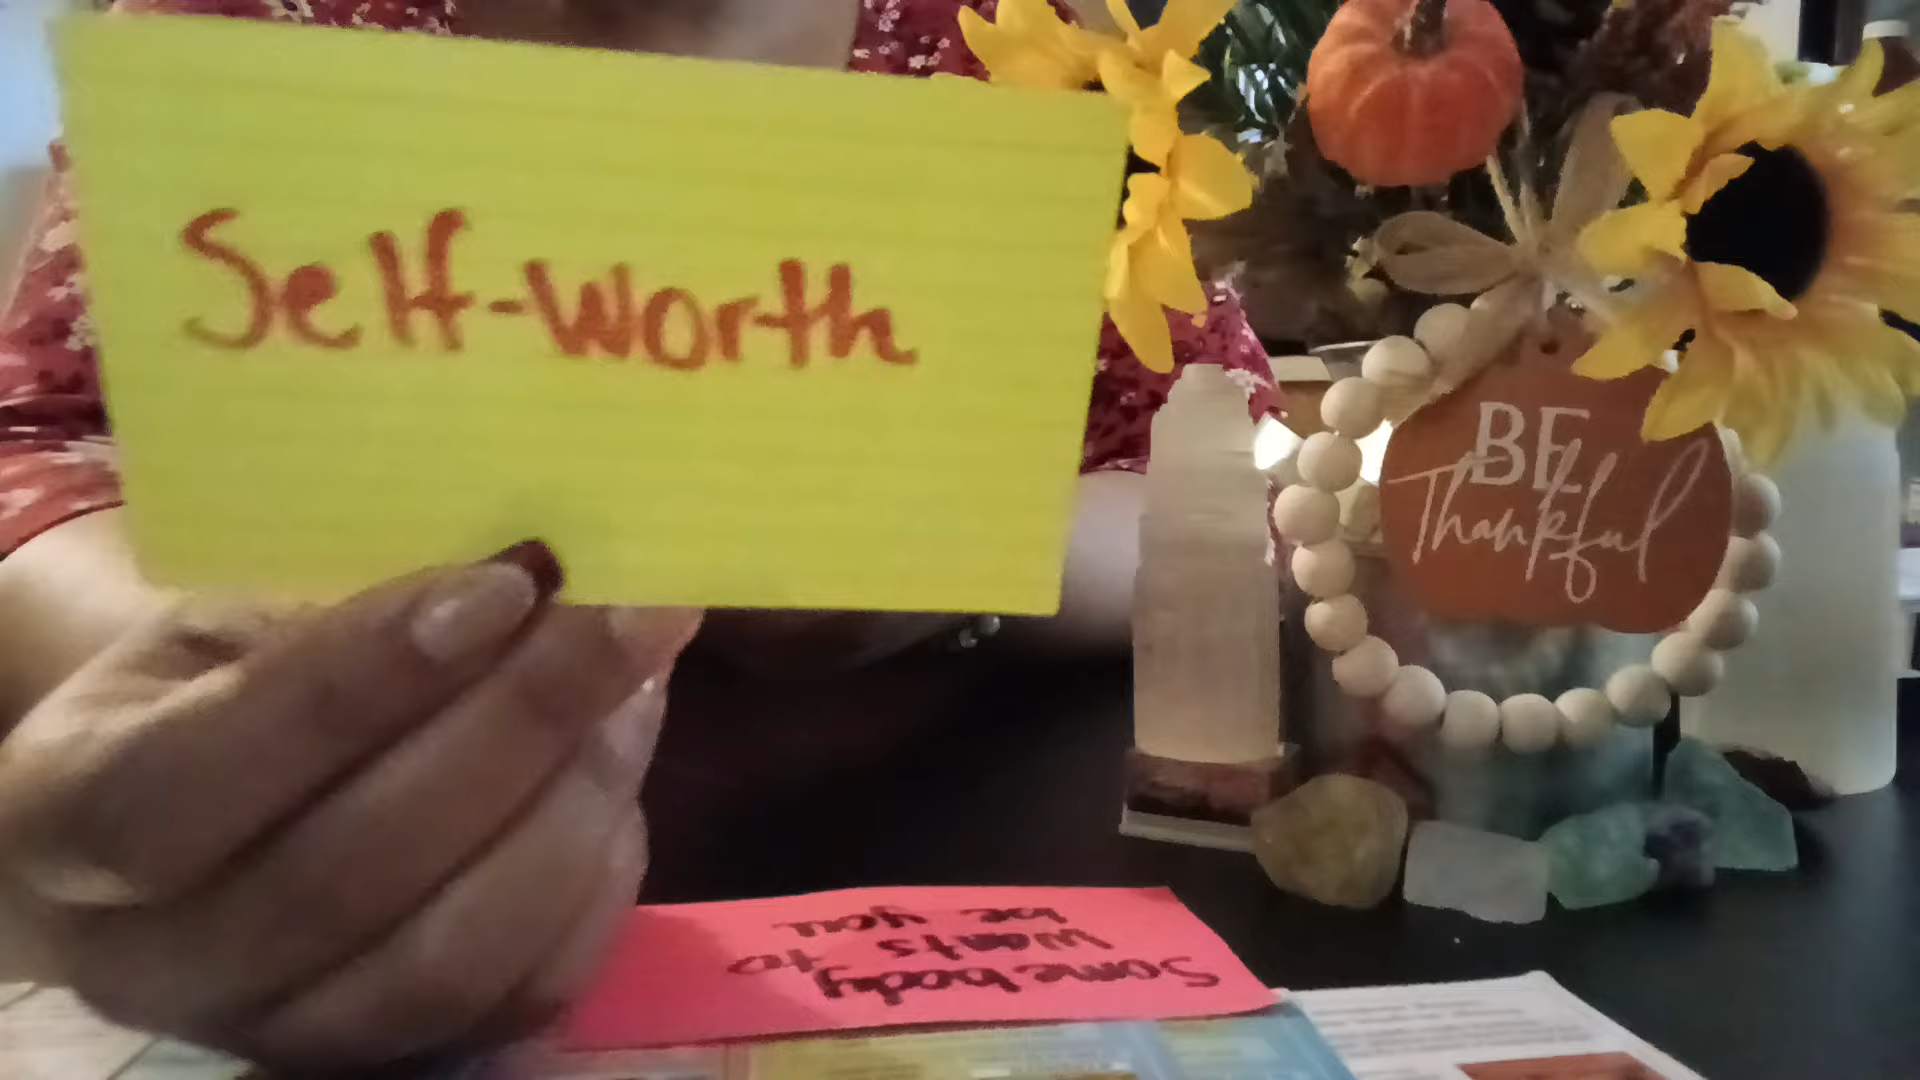 Self-Worth
BE
Thankful
Somebody
wants to
be you